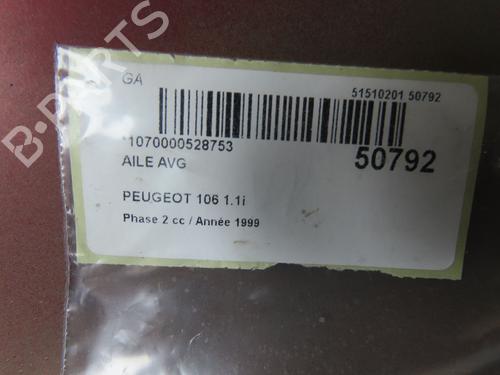 B-PARTS
GA
51510201 50792
*1070000528753
50792
AILE AVG
PEUGEOT 106 1.1i
Phase 2 cc / Année 1999